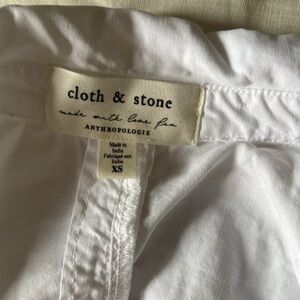 cloth & stone
made with love for
ANTHROPOLOGIE
Made in
India
Fabriqué aux
Indes
XS